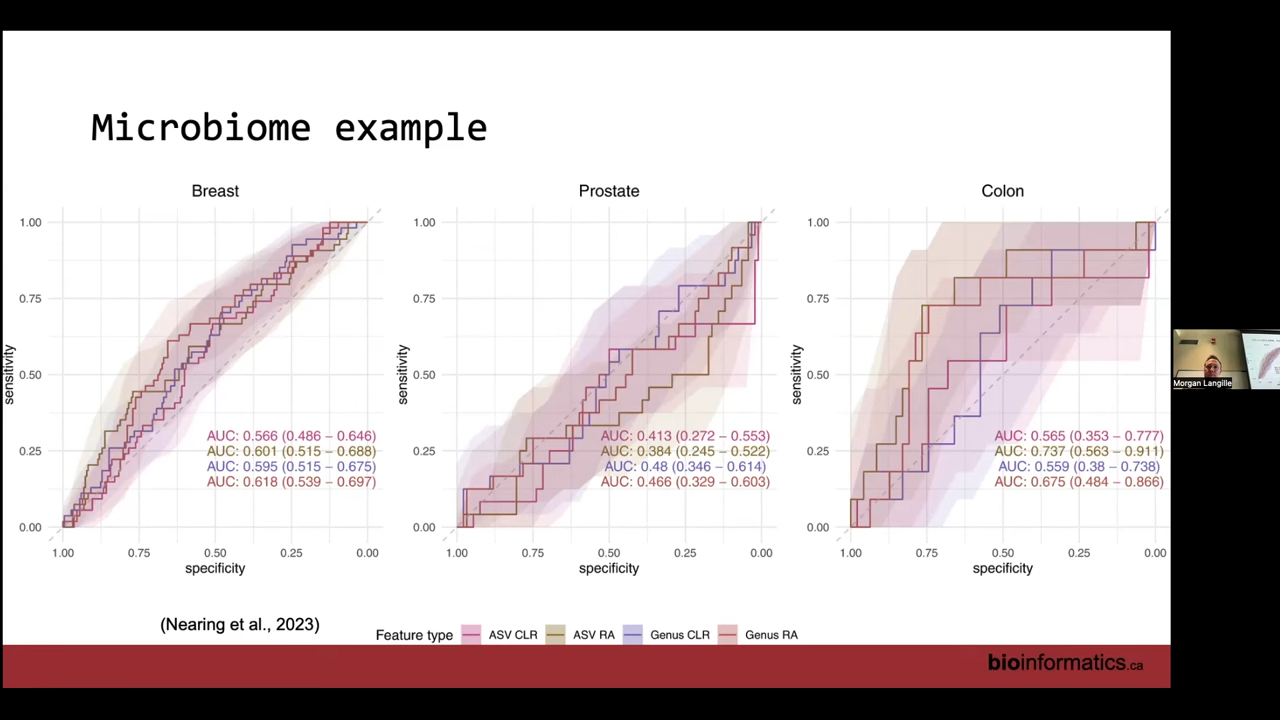 Microbiome example
Breast
Prostate
Colon
1.00
0.75
0.50
0.25
0.00
sensitivity
AUC: 0.566 (0.486 – 0.646)
AUC: 0.601 (0.515 – 0.688)
AUC: 0.595 (0.515 – 0.675)
AUC: 0.618 (0.539 – 0.697)
1.00 0.75 0.50 0.25 0.00
specificity
1.00
0.75
0.50
0.25
0.00
sensitivity
AUC: 0.413 (0.272 – 0.553)
AUC: 0.384 (0.245 – 0.522)
AUC: 0.48 (0.346 – 0.614)
AUC: 0.466 (0.329 – 0.603)
1.00 0.75 0.50 0.25 0.00
specificity
1.00
0.75
0.50
0.25
0.00
sensitivity
AUC: 0.565 (0.353 – 0.777)
AUC: 0.737 (0.563 – 0.911)
AUC: 0.559 (0.38 – 0.738)
AUC: 0.675 (0.484 – 0.866)
1.00 0.75 0.50 0.25 0.00
specificity
Morgan Langille
(Nearing et al., 2023)
Feature type ASV CLR ASV RA Genus CLR Genus RA
bioinformatics.ca